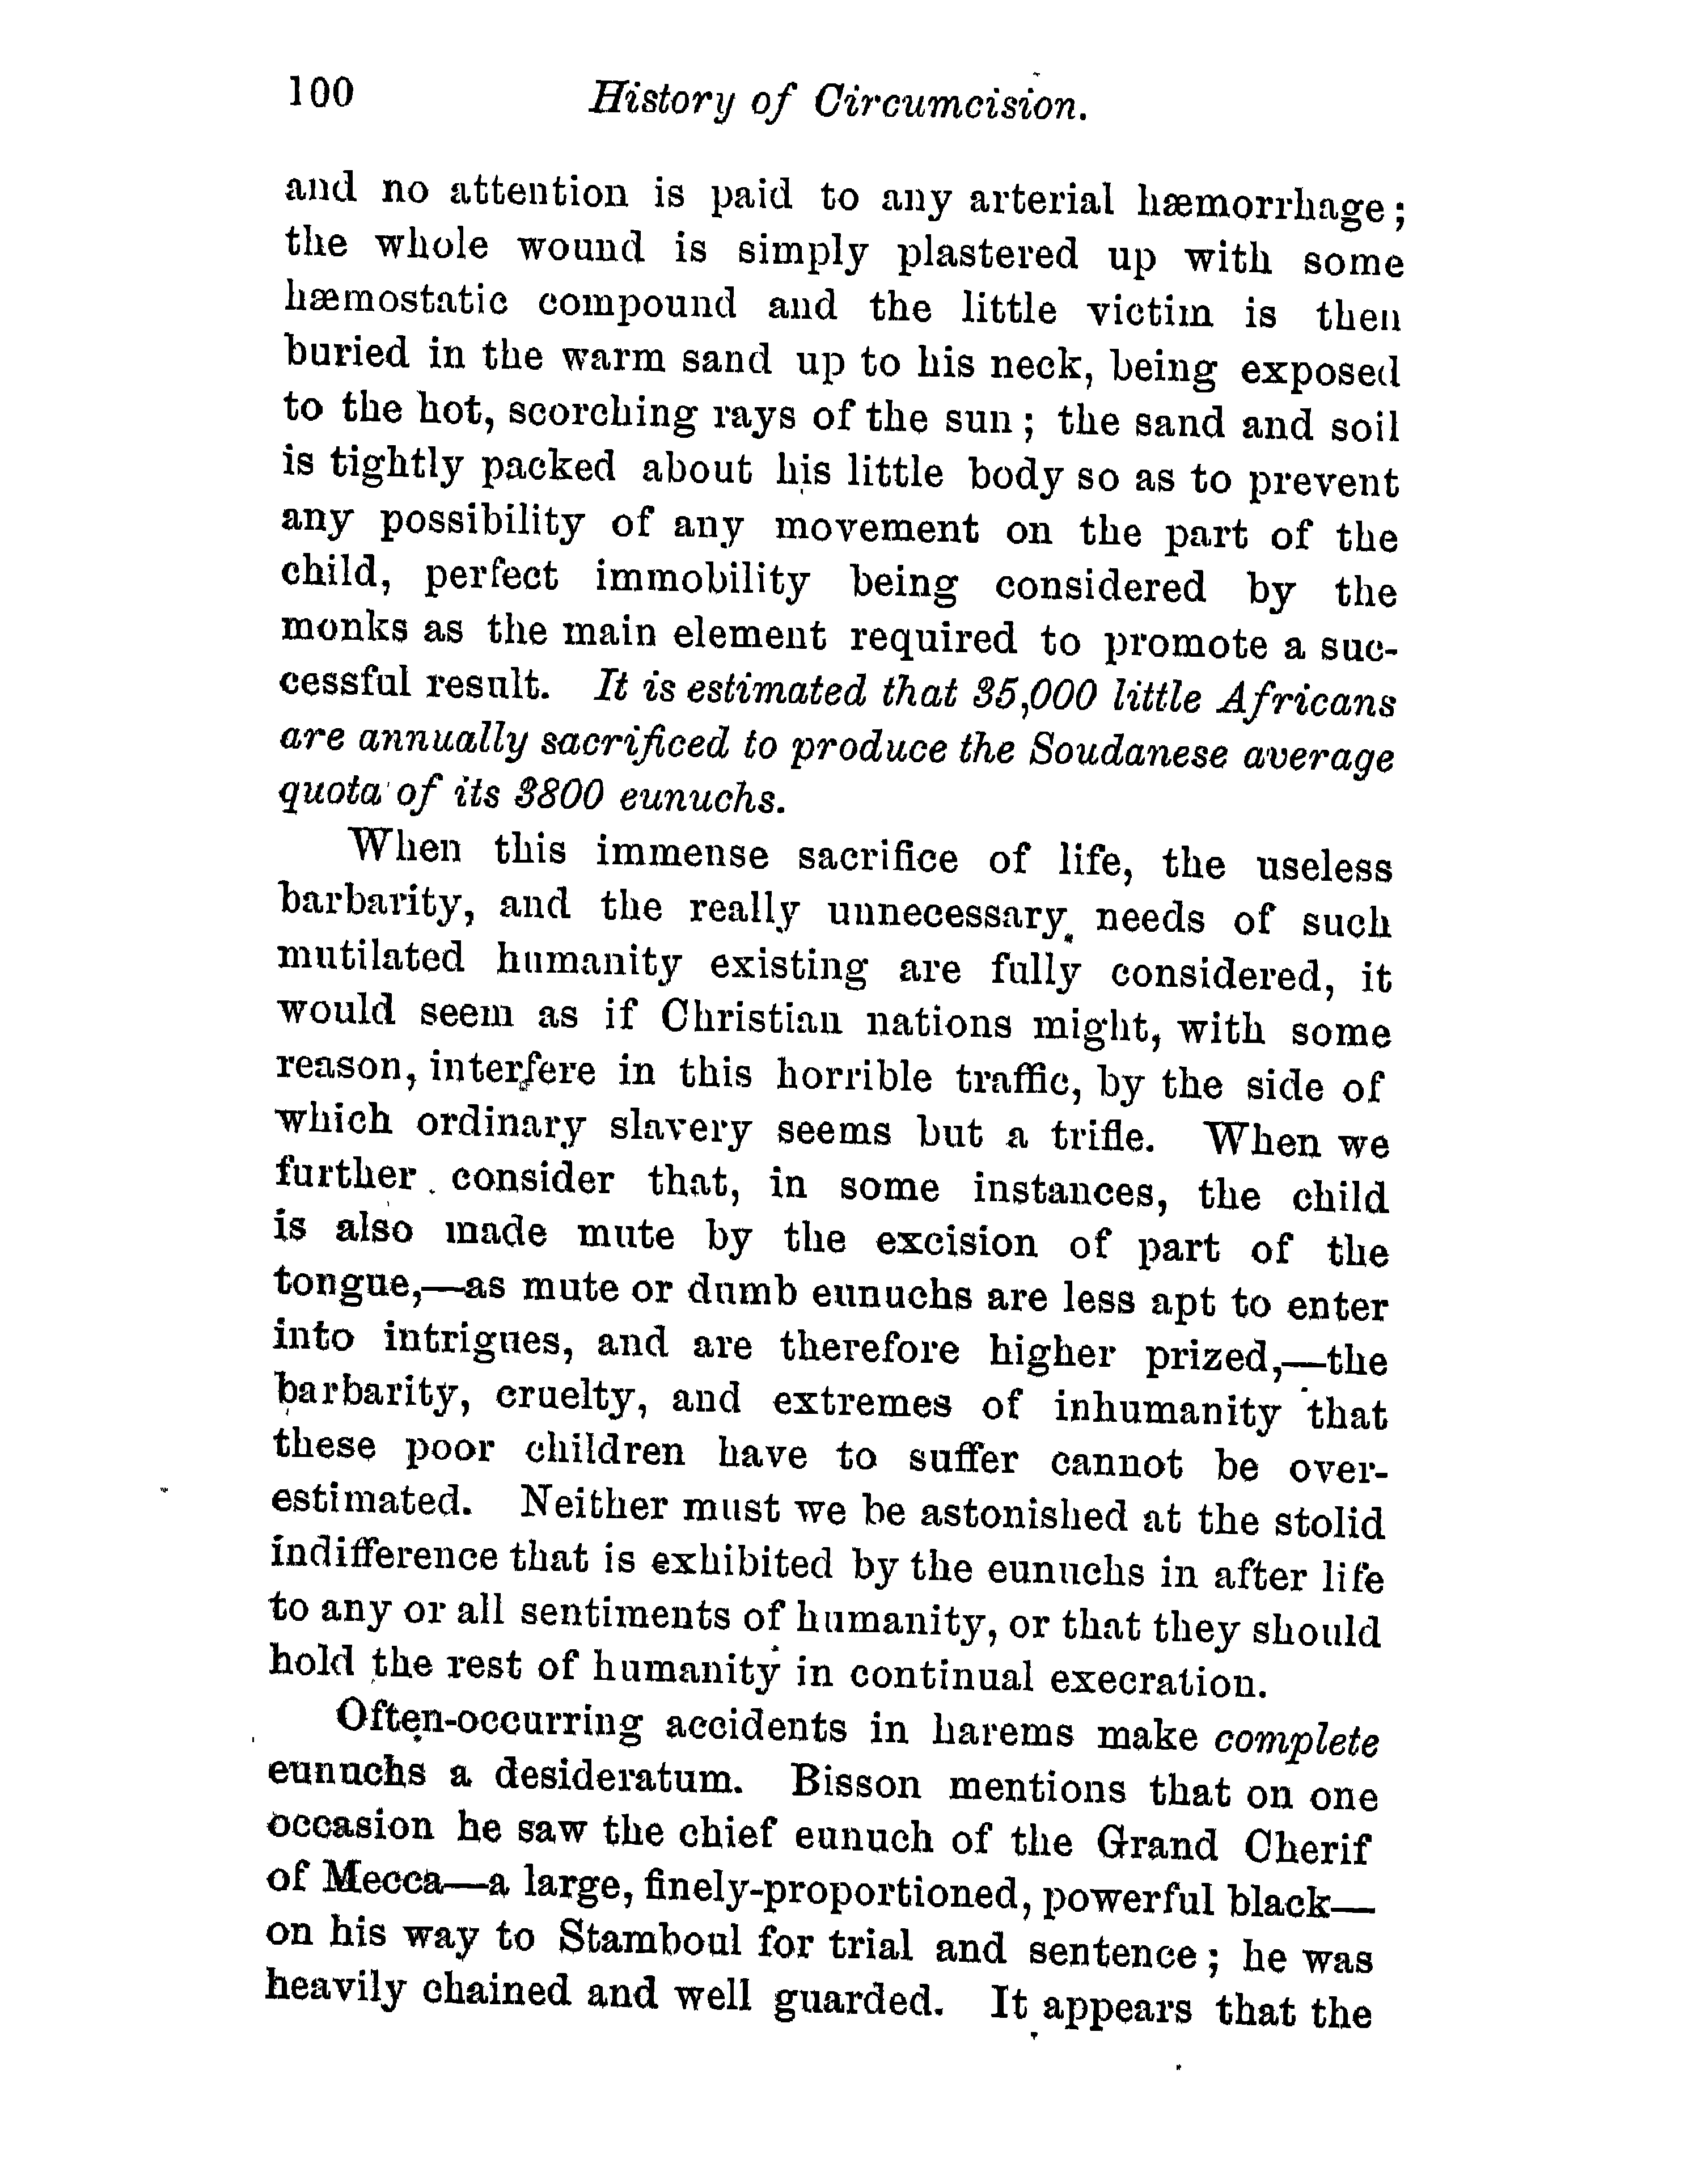 100 History of Circumcision.
and no attention is paid to any arterial hæmorrhage;
the whole wound is simply plastered up with some
hæmostatic compound and the little victim is then
buried in the warm sand up to his neck, being exposed
to the hot, scorching rays of the sun; the sand and soil
is tightly packed about his little body so as to prevent
any possibility of any movement on the part of the
child, perfect immobility being considered by the
monks as the main element required to promote a suc-
cessful result. It is estimated that 35,000 little Africans
are annually sacrificed to produce the Soudanese average
quota of its 3800 eunuchs.
When this immense sacrifice of life, the useless
barbarity, and the really unnecessary needs of such
mutilated humanity existing are fully considered, it
would seem as if Christian nations might, with some
reason, interfere in this horrible traffic, by the side of
which ordinary slavery seems but a trifle. When we
further consider that, in some instances, the child
is also made mute by the excision of part of the
tongue,—as mute or dumb eunuchs are less apt to enter
into intrigues, and are therefore higher prized,—the
barbarity, cruelty, and extremes of inhumanity that
these poor children have to suffer cannot be over-
estimated. Neither must we be astonished at the stolid
indifference that is exhibited by the eunuchs in after life
to any or all sentiments of humanity, or that they should
hold the rest of humanity in continual execration.
Often-occurring accidents in harems make complete
eunuchs a desideratum. Bisson mentions that on one
occasion he saw the chief eunuch of the Grand Cherif
of Mecca—a large, finely-proportioned, powerful black—
on his way to Stamboul for trial and sentence; he was
heavily chained and well guarded. It appears that the